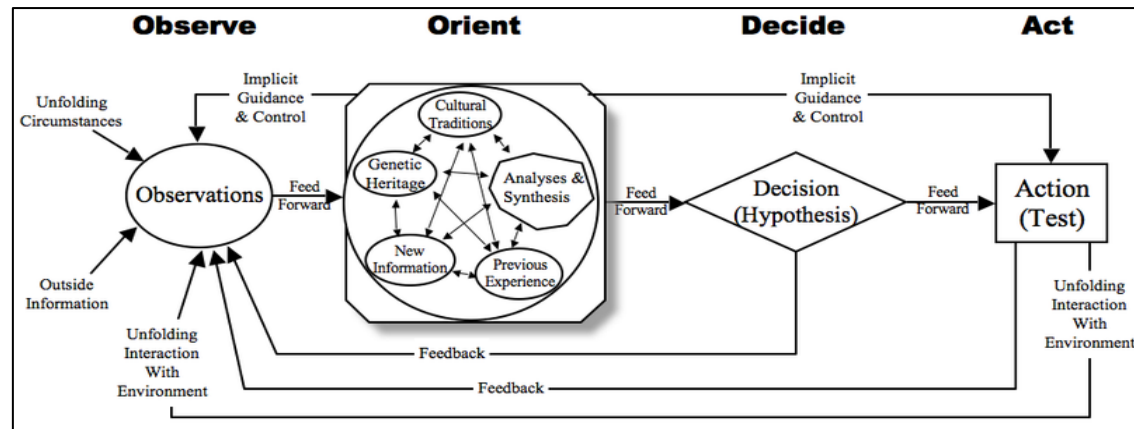 Observe
Orient
Decide
Act
Implicit
Guidance
& Control
Implicit
Guidance
& Control
Unfolding
Circumstances
Cultural
Traditions
Genetic
Heritage
Analyses &
Synthesis
Observations
Feed
Forward
Feed
Forward
Decision
(Hypothesis)
Feed
Forward
Action
(Test)
New
Information
Previous
Experience
Outside
Information
Unfolding
Interaction
With
Environment
Unfolding
Interaction
With
Environment
Feedback
Feedback